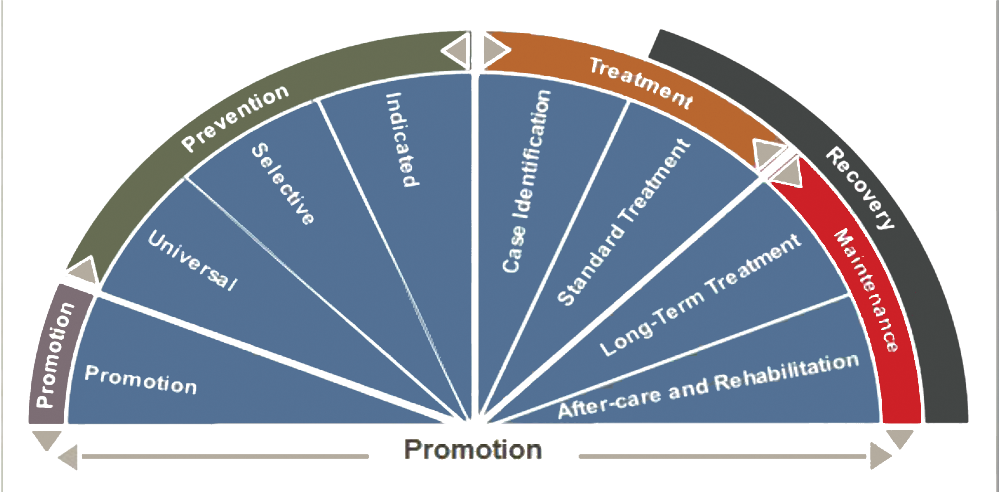 Promotion
Prevention
Treatment
Recovery
Maintenance
Promotion
Universal
Selective
Indicated
Case Identification
Standard Treatment
Long-Term Treatment
After-care and Rehabilitation
Promotion